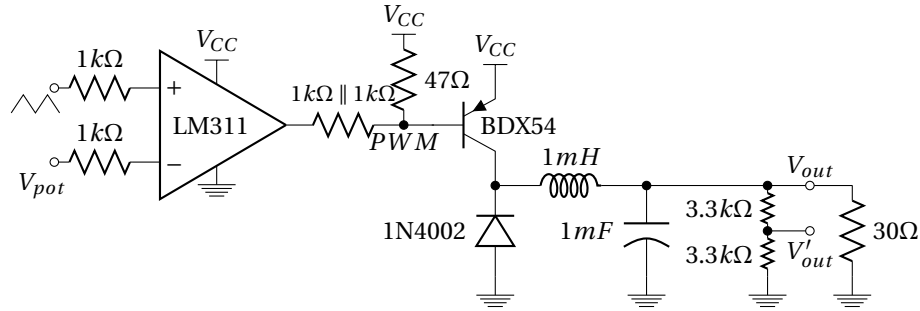 V_CC
V_CC
1kΩ
V_CC
47Ω
1kΩ ∥ 1kΩ
+
LM311
BDX54
1kΩ
PWM
−
1mH
V_out
V_pot
3.3kΩ
1N4002
1mF
30Ω
V'_out
3.3kΩ